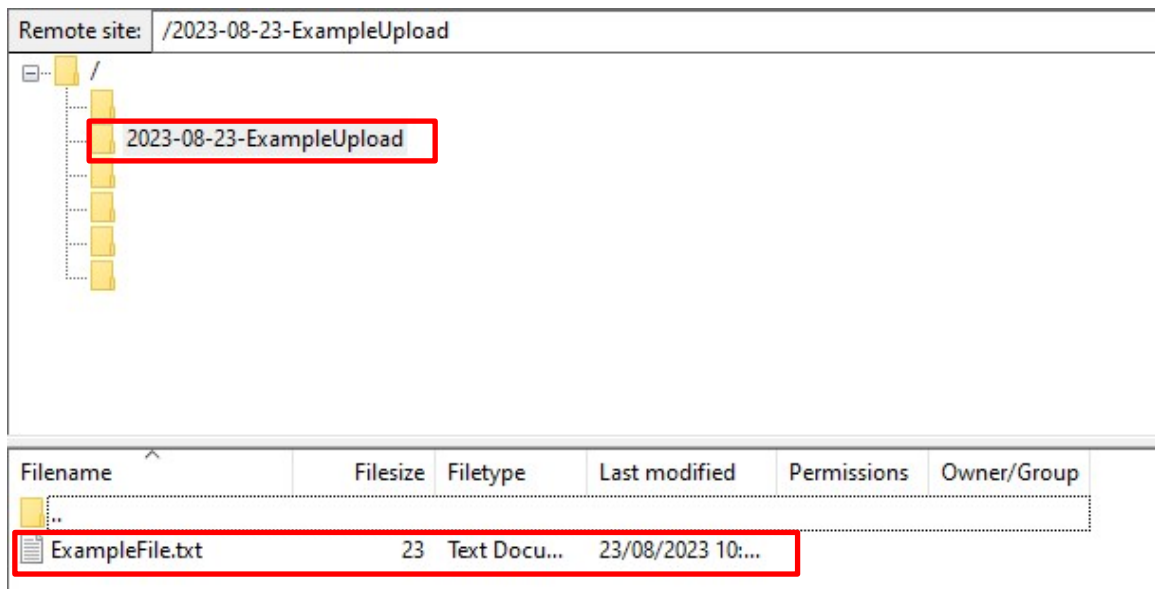 Remote site: /2023-08-23-ExampleUpload
/
2023-08-23-ExampleUpload
Filename Filesize Filetype Last modified Permissions Owner/Group
..
ExampleFile.txt 23 Text Docu... 23/08/2023 10:...